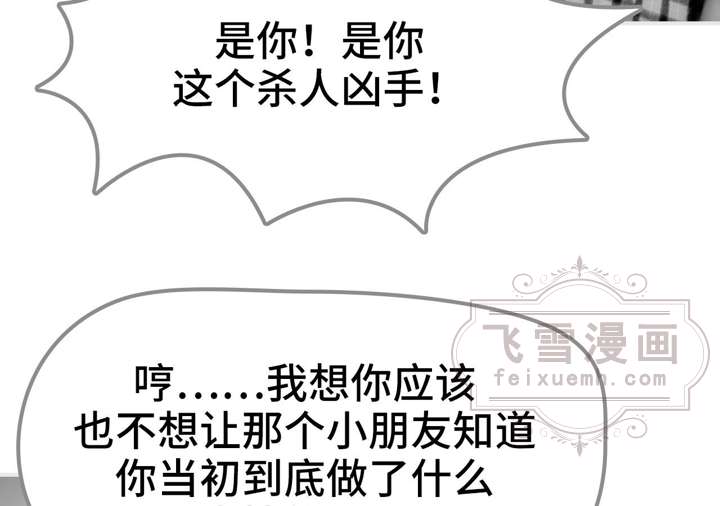 是你！是你
这个杀人凶手！
飞雪漫画
feixuemh.com
哼……我想你应该
也不想让那个小朋友知道
你当初到底做了什么